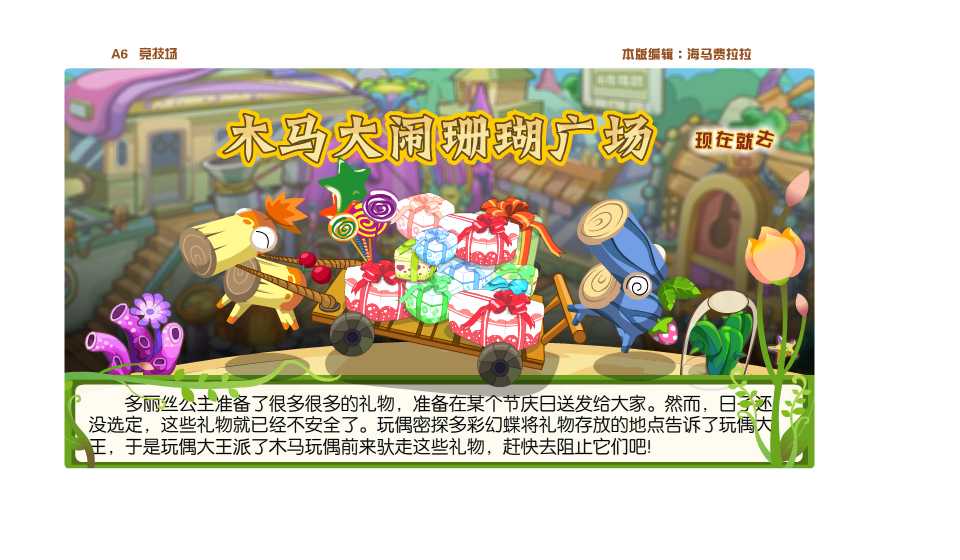 A6 竞技场
本版编辑：海马费拉拉
木马大闹珊瑚广场
现在就去
多丽丝公主准备了很多很多的礼物，准备在某个节庆日送发给大家。然而，日子还
没选定，这些礼物就已经不安全了。玩偶密探多彩幻蝶将礼物存放的地点告诉了玩偶大
王，于是玩偶大王派了木马玩偶前来驮走这些礼物，赶快去阻止它们吧!